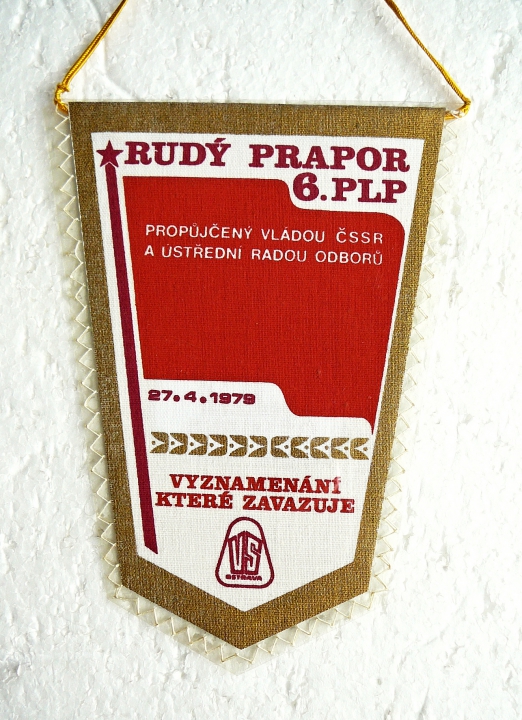 RUDÝ PRAPOR
6.PLP
PROPŮJČENÝ VLÁDOU ČSSR
A ÚSTŘEDNÍ RADOU ODBORŮ
27.4.1979
VYZNAMENÁNÍ
KTERÉ ZAVAZUJE
VS
OSTRAVA